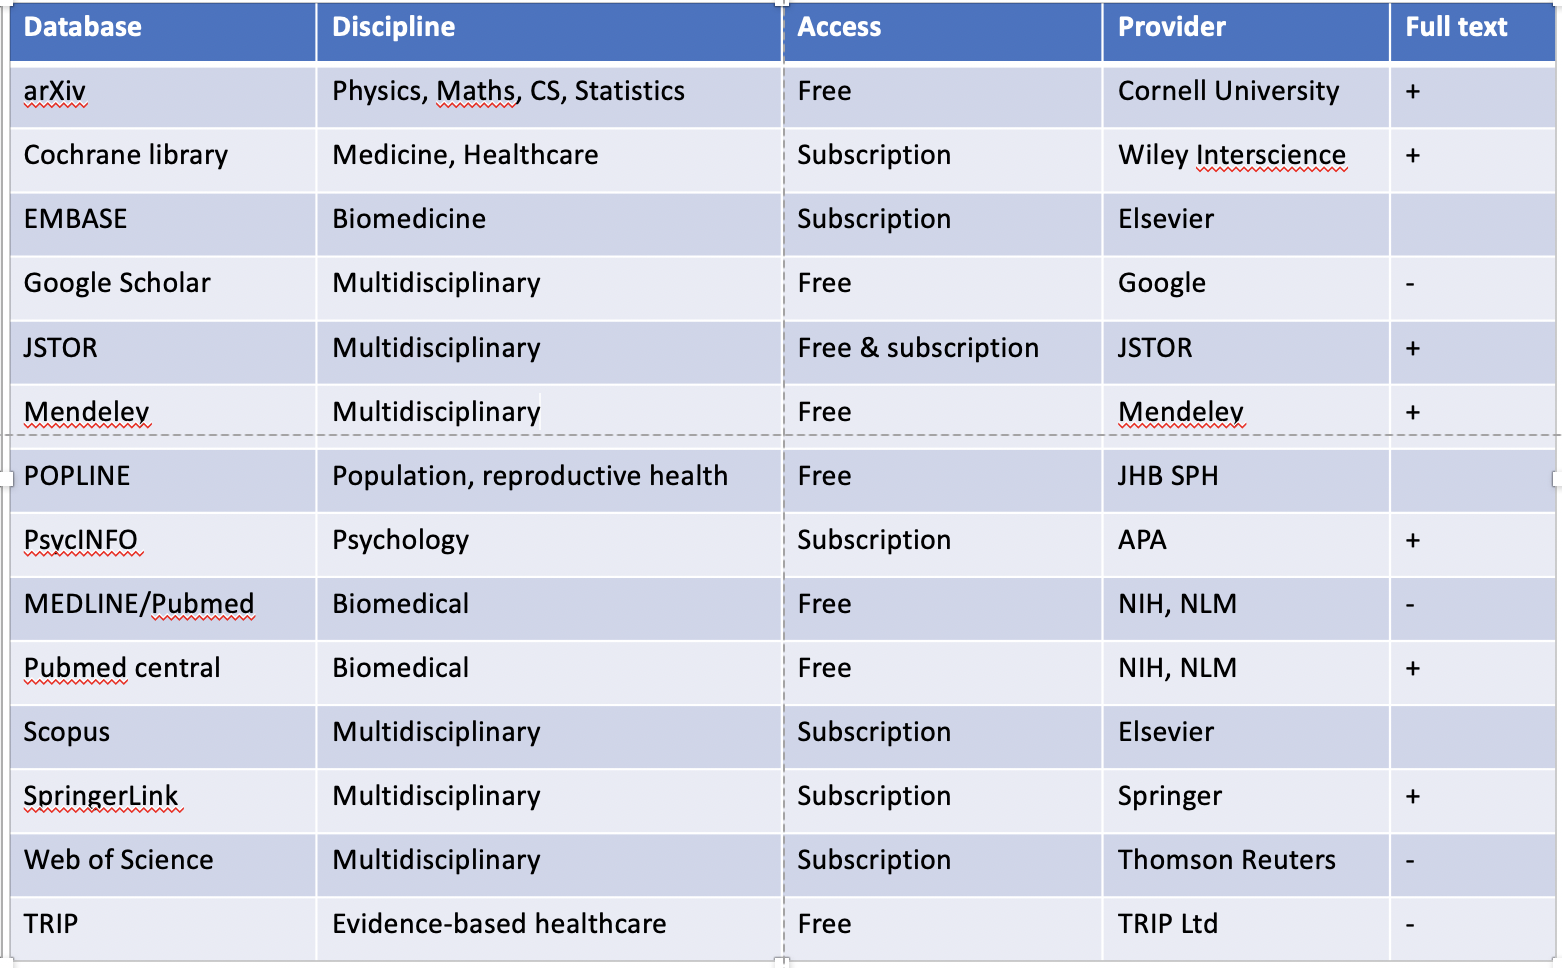 Database Discipline Access Provider Full text
arXiv Physics, Maths, CS, Statistics Free Cornell University +
Cochrane library Medicine, Healthcare Subscription Wiley Interscience +
EMBASE Biomedicine Subscription Elsevier
Google Scholar Multidisciplinary Free Google -
JSTOR Multidisciplinary Free & subscription JSTOR +
Mendeley Multidisciplinary Free Mendeley +
POPLINE Population, reproductive health Free JHB SPH
PsycINFO Psychology Subscription APA +
MEDLINE/Pubmed Biomedical Free NIH, NLM -
Pubmed central Biomedical Free NIH, NLM +
Scopus Multidisciplinary Subscription Elsevier
SpringerLink Multidisciplinary Subscription Springer +
Web of Science Multidisciplinary Subscription Thomson Reuters -
TRIP Evidence-based healthcare Free TRIP Ltd -